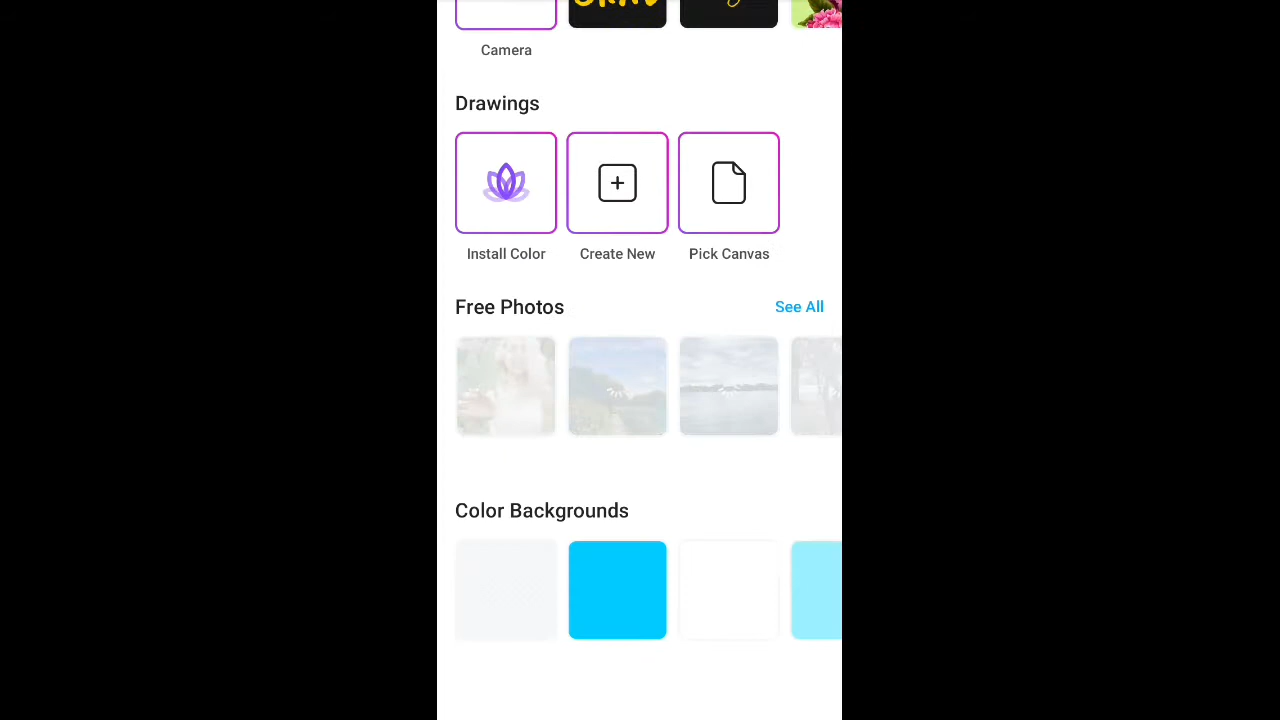 Camera
Drawings
Install Color
Create New
Pick Canvas
Free Photos
See All
Color Backgrounds